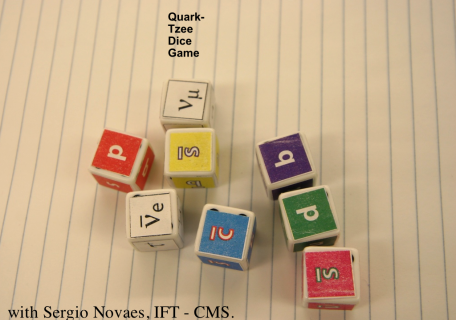 Quark-
Tzee
Dice
Game
νμ
d
s̄
b
ν̄e
c̄
d
s̄
with Sergio Novaes, IFT - CMS.